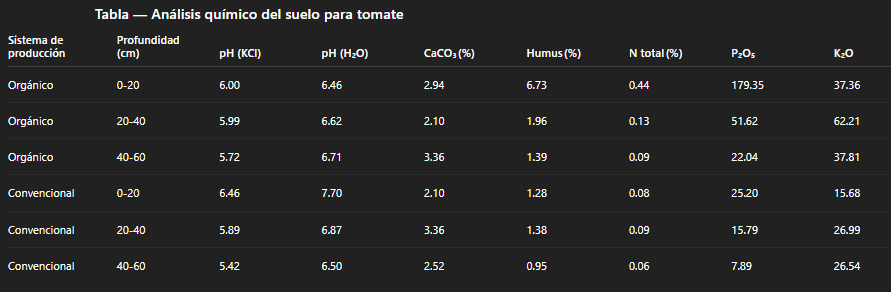 Tabla — Análisis químico del suelo para tomate
Sistema de producción Profundidad (cm) pH (KCl) pH (H₂O) CaCO₃ (%) Humus (%) N total (%) P₂O₅ K₂O
Orgánico 0-20 6.00 6.46 2.94 6.73 0.44 179.35 37.36
Orgánico 20-40 5.99 6.62 2.10 1.96 0.13 51.62 62.21
Orgánico 40-60 5.72 6.71 3.36 1.39 0.09 22.04 37.81
Convencional 0-20 6.46 7.70 2.10 1.28 0.08 25.20 15.68
Convencional 20-40 5.89 6.87 3.36 1.38 0.09 15.79 26.99
Convencional 40-60 5.42 6.50 2.52 0.95 0.06 7.89 26.54